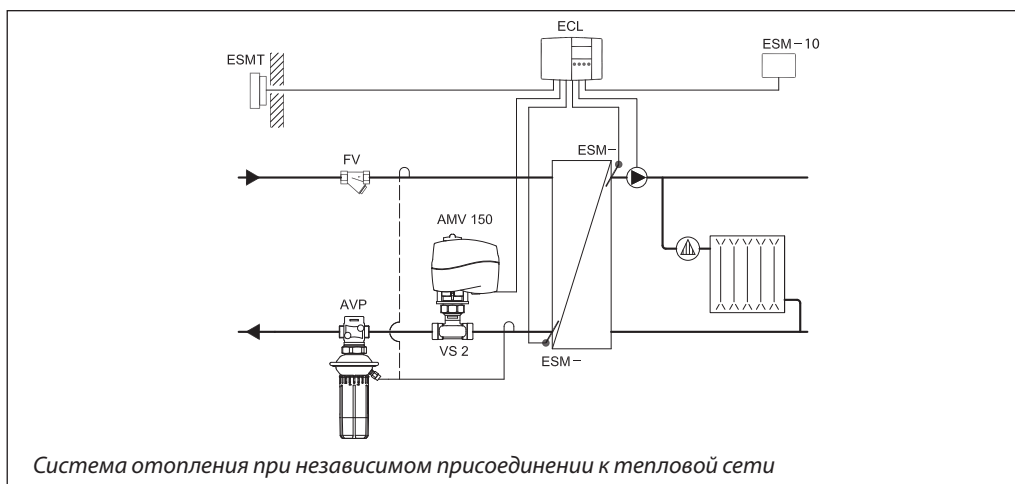 ECL
ESM-10
ESMT
ESM-
FV
AMV 150
AVP
VS 2
ESM-
Система отопления при независимом присоединении к тепловой сети